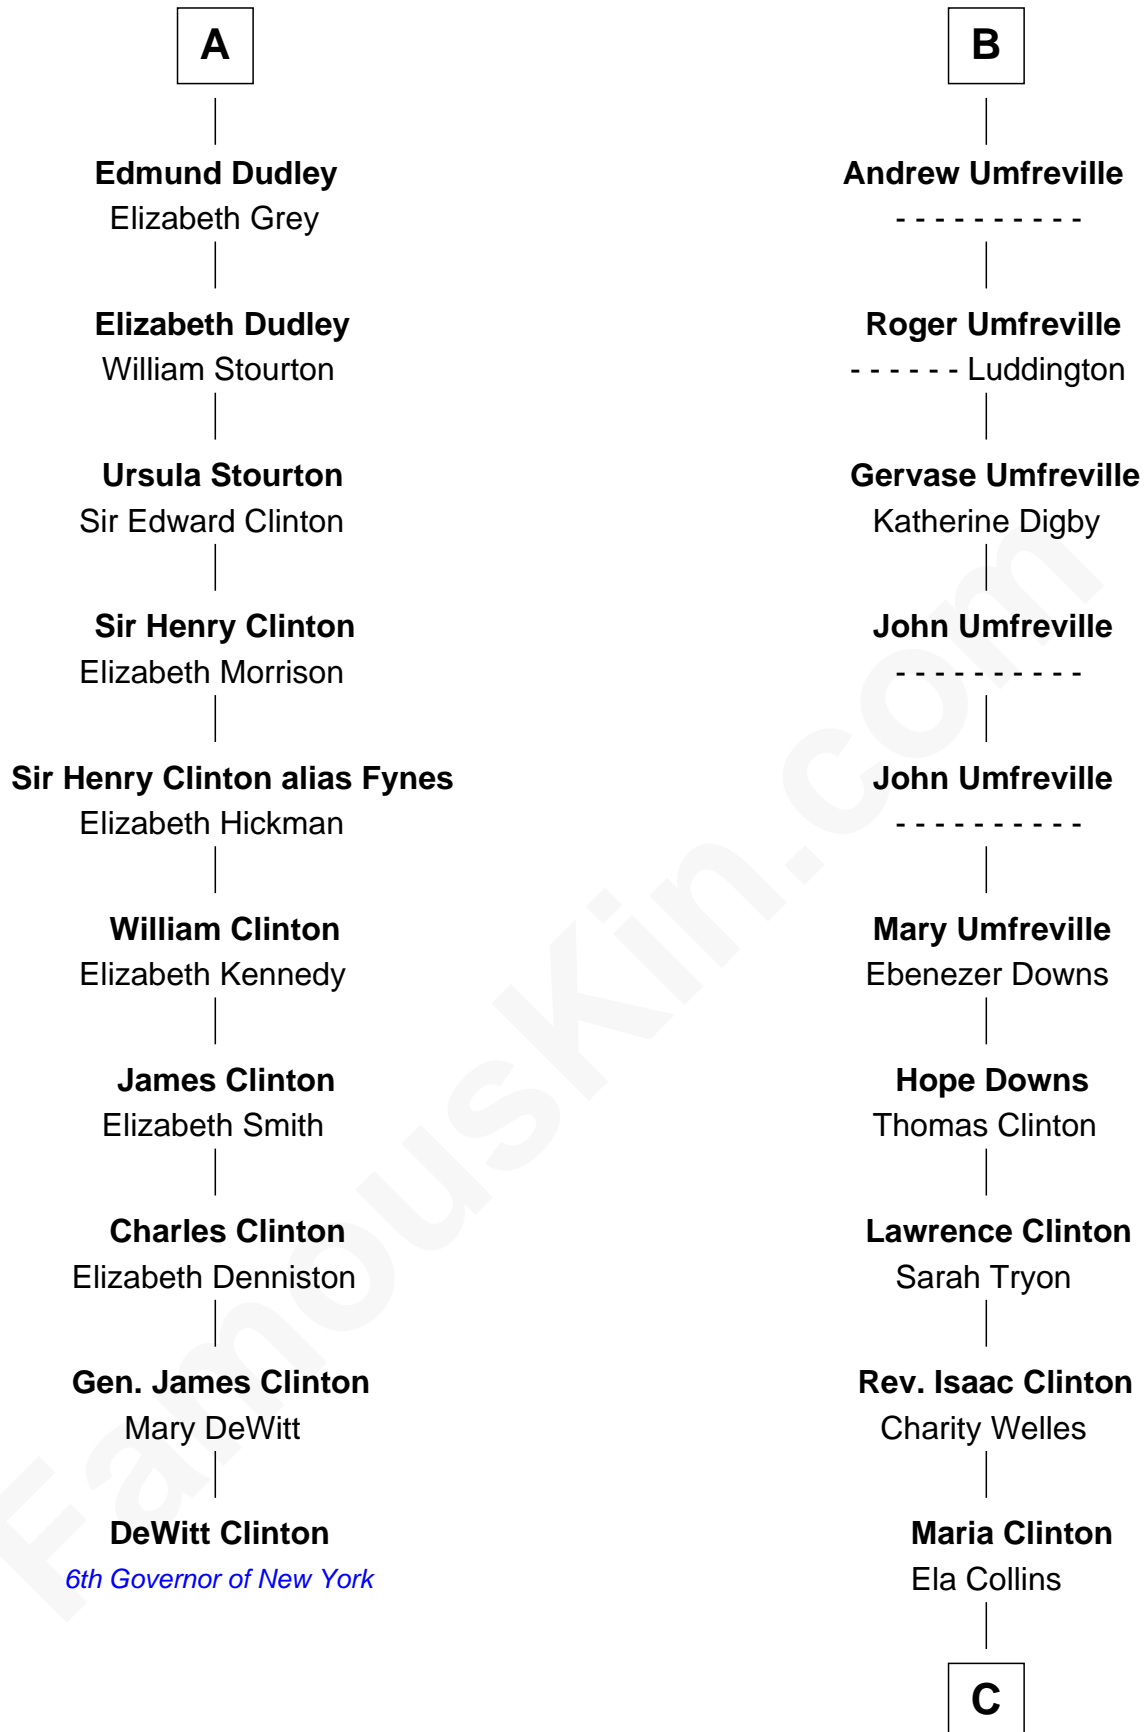 A
Edmund Dudley
Elizabeth Grey
Elizabeth Dudley
William Stourton
Ursula Stourton
Sir Edward Clinton
Sir Henry Clinton
Elizabeth Morrison
Sir Henry Clinton alias Fynes
Elizabeth Hickman
William Clinton
Elizabeth Kennedy
James Clinton
Elizabeth Smith
Charles Clinton
Elizabeth Denniston
Gen. James Clinton
Mary DeWitt
DeWitt Clinton
6th Governor of New York
B
Andrew Umfreville
- - - - - - - - - -
Roger Umfreville
- - - - - - Luddington
Gervase Umfreville
Katherine Digby
John Umfreville
- - - - - - - - - -
John Umfreville
- - - - - - - - - -
Mary Umfreville
Ebenezer Downs
Hope Downs
Thomas Clinton
Lawrence Clinton
Sarah Tryon
Rev. Isaac Clinton
Charity Welles
Maria Clinton
Ela Collins
C
FamousKin.com